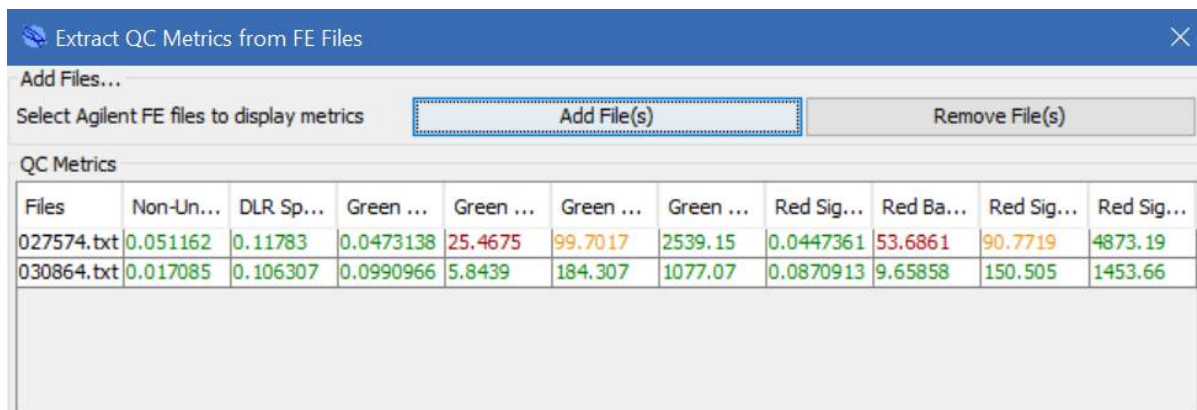 Extract QC Metrics from FE Files
Add Files...
Select Agilent FE files to display metrics Add File(s) Remove File(s)
QC Metrics
Files Non-Un... DLR Sp... Green ... Green ... Green ... Green ... Red Sig... Red Ba... Red Sig... Red Sig...
027574.txt 0.051162 0.11783 0.0473138 25.4675 99.7017 2539.15 0.0447361 53.6861 90.7719 4873.19
030864.txt 0.017085 0.106307 0.0990966 5.8439 184.307 1077.07 0.0870913 9.65858 150.505 1453.66